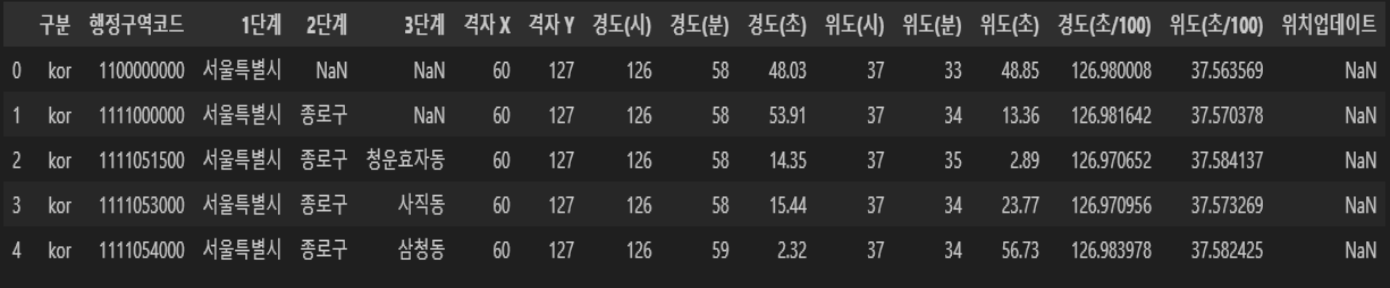 구분 행정구역코드 1단계 2단계 3단계 격자 X 격자 Y 경도(시) 경도(분) 경도(초) 위도(시) 위도(분) 위도(초) 경도(초/100) 위도(초/100) 위치업데이트
0 kor 1100000000 서울특별시 NaN NaN 60 127 126 58 48.03 37 33 48.85 126.980008 37.563569 NaN
1 kor 1111000000 서울특별시 종로구 NaN 60 127 126 58 53.91 37 34 13.36 126.981642 37.570378 NaN
2 kor 1111051500 서울특별시 종로구 청운효자동 60 127 126 58 14.35 37 35 2.89 126.970652 37.584137 NaN
3 kor 1111053000 서울특별시 종로구 사직동 60 127 126 58 15.44 37 34 23.77 126.970956 37.573269 NaN
4 kor 1111054000 서울특별시 종로구 삼청동 60 127 126 59 2.32 37 34 56.73 126.983978 37.582425 NaN